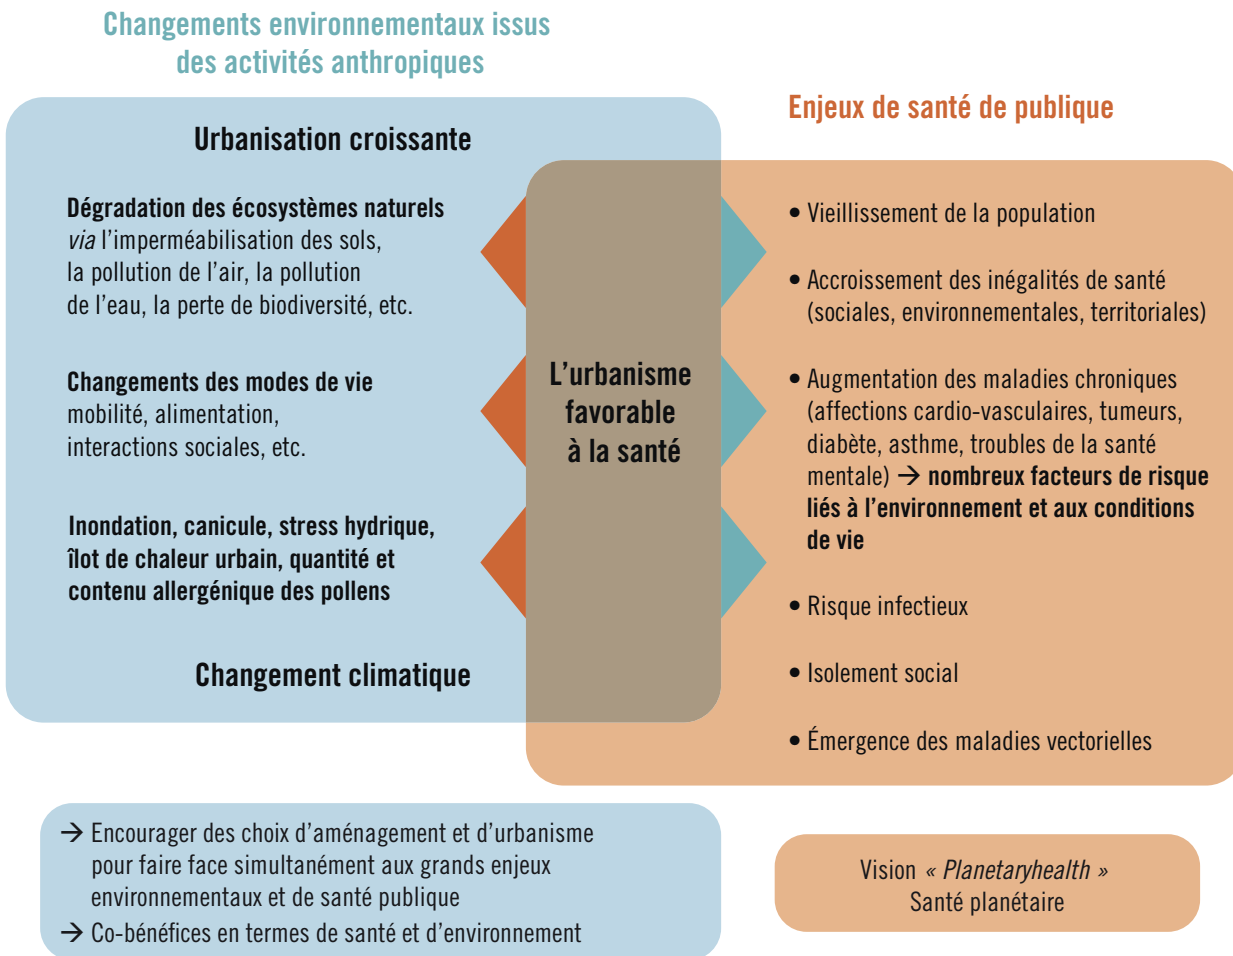 Changements environnementaux issus
des activités anthropiques
Urbanisation croissante
Dégradation des écosystèmes naturels
via l'imperméabilisation des sols,
la pollution de l'air, la pollution
de l'eau, la perte de biodiversité, etc.
Changements des modes de vie
mobilité, alimentation,
interactions sociales, etc.
Inondation, canicule, stress hydrique,
îlot de chaleur urbain, quantité et
contenu allergénique des pollens
Changement climatique
L'urbanisme
favorable
à la santé
Enjeux de santé de publique
• Vieillissement de la population
• Accroissement des inégalités de santé
(sociales, environnementales, territoriales)
• Augmentation des maladies chroniques
(affections cardio-vasculaires, tumeurs,
diabète, asthme, troubles de la santé
mentale) → nombreux facteurs de risque
liés à l'environnement et aux conditions
de vie
• Risque infectieux
• Isolement social
• Émergence des maladies vectorielles
→ Encourager des choix d'aménagement et d'urbanisme
pour faire face simultanément aux grands enjeux
environnementaux et de santé publique
→ Co-bénéfices en termes de santé et d'environnement
Vision « Planetaryhealth »
Santé planétaire